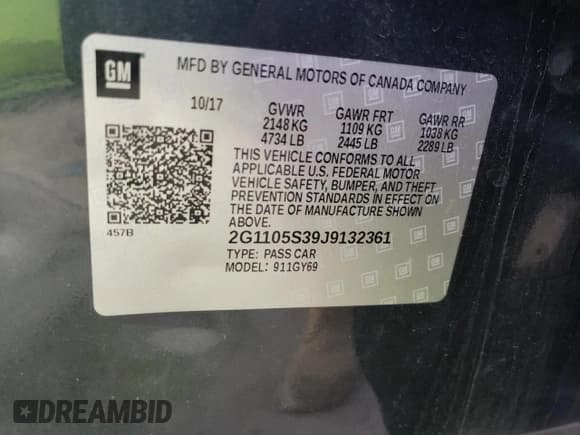 GM
MFD BY GENERAL MOTORS OF CANADA COMPANY
10/17 GVWR GAWR FRT GAWR RR
2148 KG 1109 KG 1038 KG
4734 LB 2445 LB 2289 LB
THIS VEHICLE CONFORMS TO ALL
APPLICABLE U.S. FEDERAL MOTOR
VEHICLE SAFETY, BUMPER, AND THEFT
PREVENTION STANDARDS IN EFFECT ON
THE DATE OF MANUFACTURE SHOWN
ABOVE.
457B
2G1105S39J9132361
TYPE: PASS CAR
MODEL: 911GY69
DREAMBID